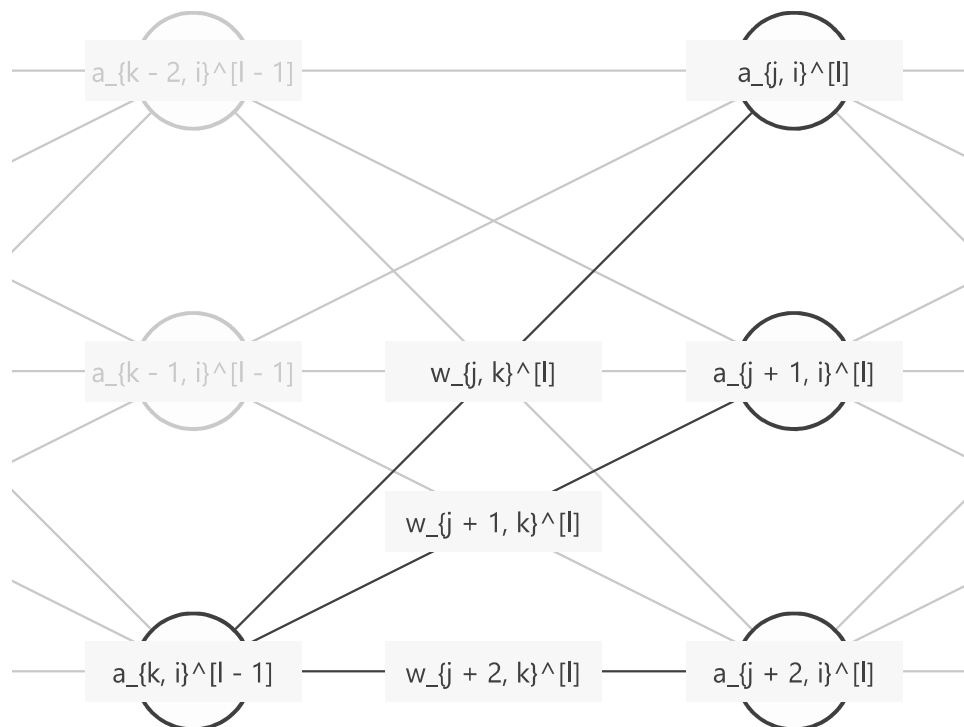 a_{k - 2, i}^[l - 1]
a_{j, i}^[l]
a_{k - 1, i}^[l - 1]
w_{j, k}^[l]
a_{j + 1, i}^[l]
w_{j + 1, k}^[l]
a_{k, i}^[l - 1]
w_{j + 2, k}^[l]
a_{j + 2, i}^[l]